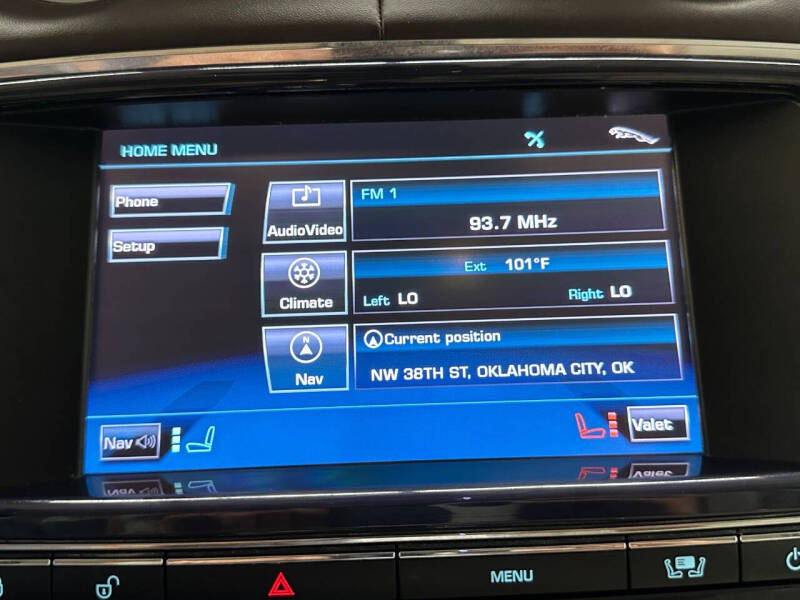 HOME MENU
Phone
Setup
AudioVideo
FM 1
93.7 MHz
Climate
Ext 101°F
Left LO Right LO
N
Nav
Current position
NW 38TH ST, OKLAHOMA CITY, OK
Nav
Valet
MENU